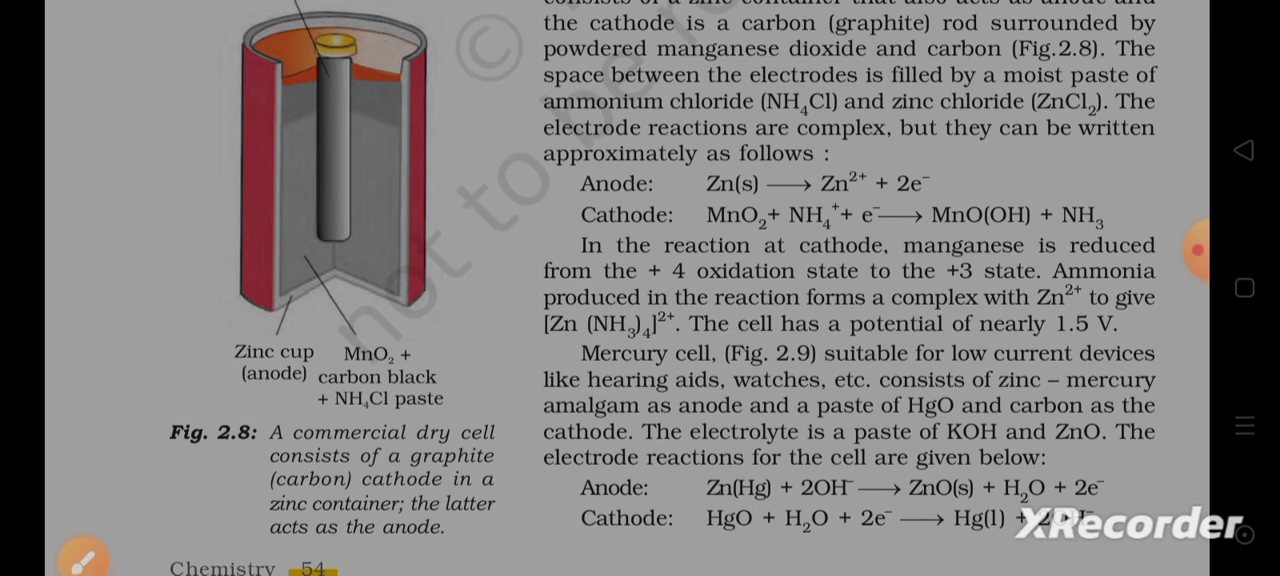 the cathode is a carbon (graphite) rod surrounded by
powdered manganese dioxide and carbon (Fig.2.8). The
space between the electrodes is filled by a moist paste of
ammonium chloride (NH₄Cl) and zinc chloride (ZnCl₂). The
electrode reactions are complex, but they can be written
approximately as follows :
Anode: Zn(s) ⟶ Zn²⁺ + 2e⁻
Cathode: MnO₂+ NH₄⁺+ e⁻⟶ MnO(OH) + NH₃
In the reaction at cathode, manganese is reduced
from the + 4 oxidation state to the +3 state. Ammonia
produced in the reaction forms a complex with Zn²⁺ to give
[Zn (NH₃)₄]²⁺. The cell has a potential of nearly 1.5 V.
Mercury cell, (Fig. 2.9) suitable for low current devices
like hearing aids, watches, etc. consists of zinc – mercury
amalgam as anode and a paste of HgO and carbon as the
cathode. The electrolyte is a paste of KOH and ZnO. The
electrode reactions for the cell are given below:
Anode: Zn(Hg) + 2OH⁻ ⟶ ZnO(s) + H₂O + 2e⁻
Cathode: HgO + H₂O + 2e⁻ ⟶ Hg(l) +
Zinc cup
(anode)
MnO₂ +
carbon black
+ NH₄Cl paste
Fig. 2.8: A commercial dry cell
consists of a graphite
(carbon) cathode in a
zinc container; the latter
acts as the anode.
Chemistry 54
© not to be
XRecorder